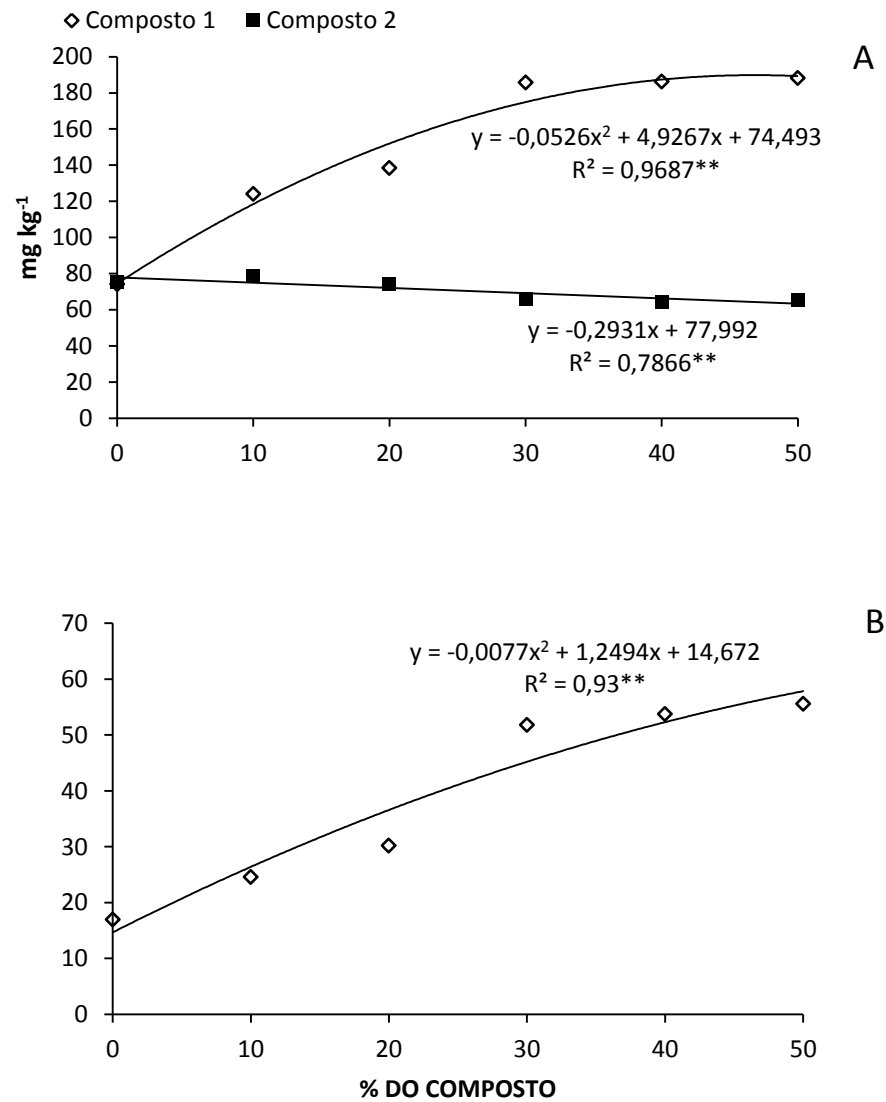 Composto 1 Composto 2
A
200
180
160
140
120
100
80
60
40
20
0
mg kg-1
y = -0,0526x2 + 4,9267x + 74,493
R² = 0,9687**
y = -0,2931x + 77,992
R² = 0,7866**
0 10 20 30 40 50
B
70
60
50
40
30
20
10
0
y = -0,0077x2 + 1,2494x + 14,672
R² = 0,93**
0 10 20 30 40 50
% DO COMPOSTO